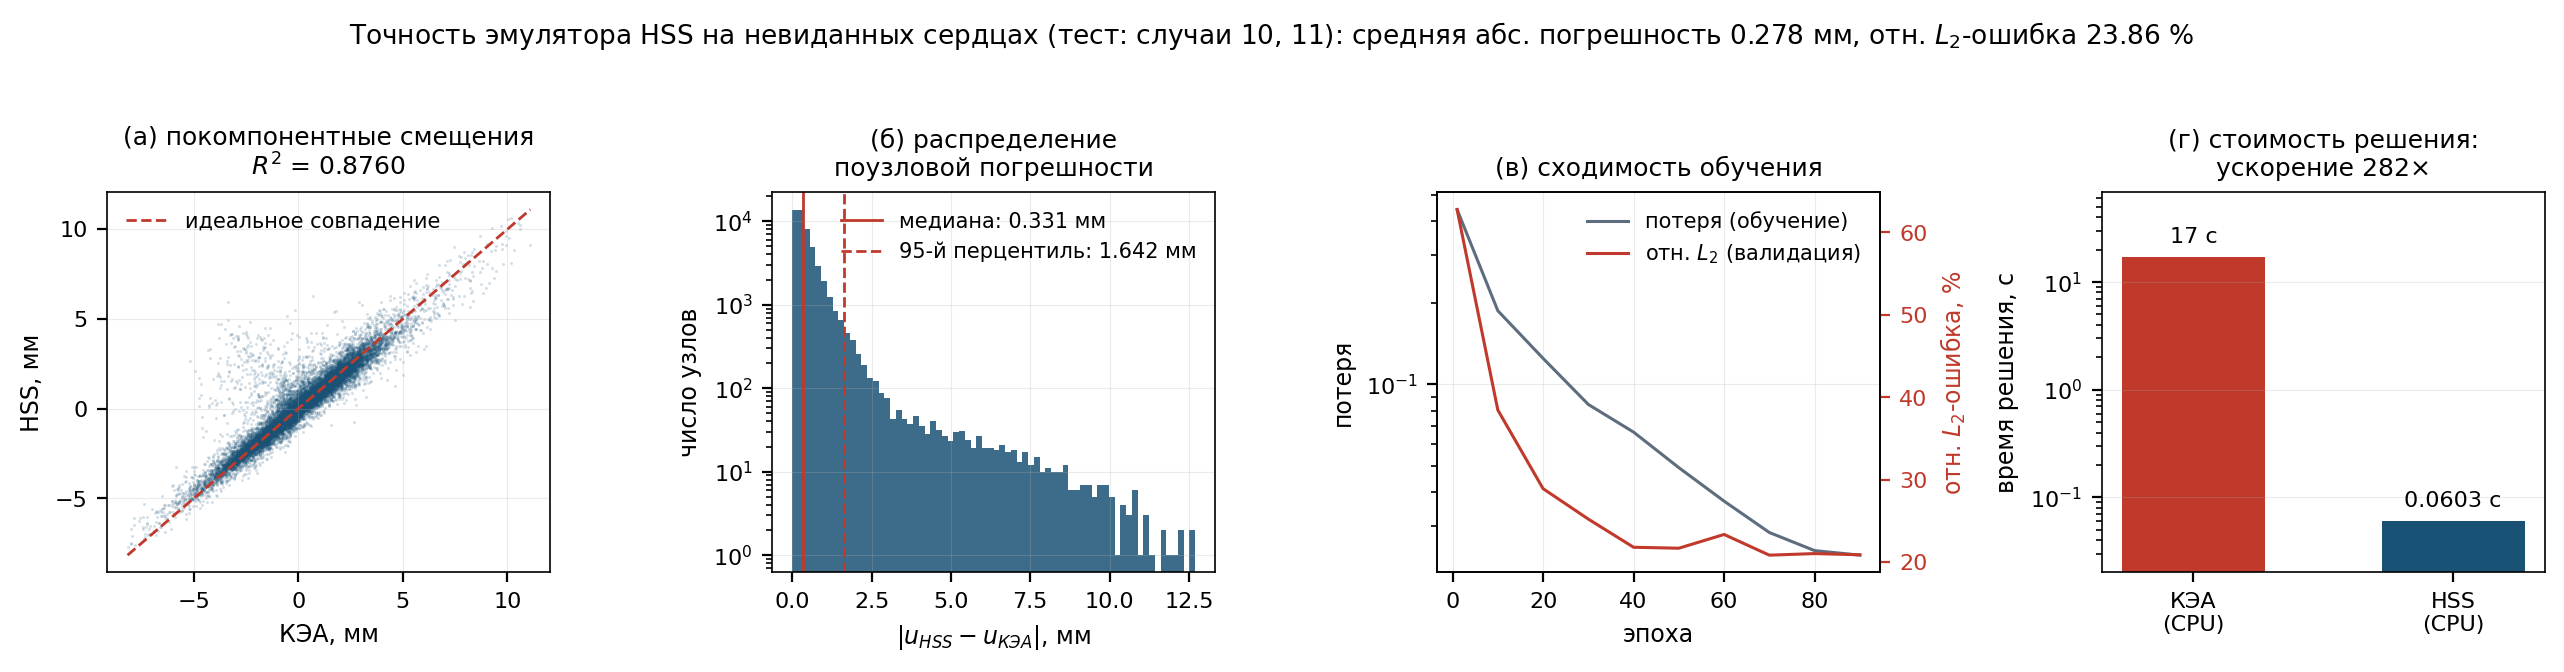 Точность эмулятора HSS на невиданных сердцах (тест: случаи 10, 11): средняя абс. погрешность 0.278 мм, отн. L₂-ошибка 23.86 %
(а) покомпонентные смещения
R² = 0.8760
идеальное совпадение
10
5
0
−5
HSS, мм
−5 0 5 10
КЭА, мм
(б) распределение
поузловой погрешности
медиана: 0.331 мм
95-й перцентиль: 1.642 мм
10⁴
10³
10²
10¹
10⁰
число узлов
0.0 2.5 5.0 7.5 10.0 12.5
|u_HSS − u_КЭА|, мм
(в) сходимость обучения
потеря (обучение)
отн. L₂ (валидация)
10⁻¹
потеря
60
50
40
30
20
отн. L₂-ошибка, %
0 20 40 60 80
эпоха
(г) стоимость решения:
ускорение 282×
17 с
0.0603 с
10¹
10⁰
10⁻¹
время решения, с
КЭА
(CPU)
HSS
(CPU)